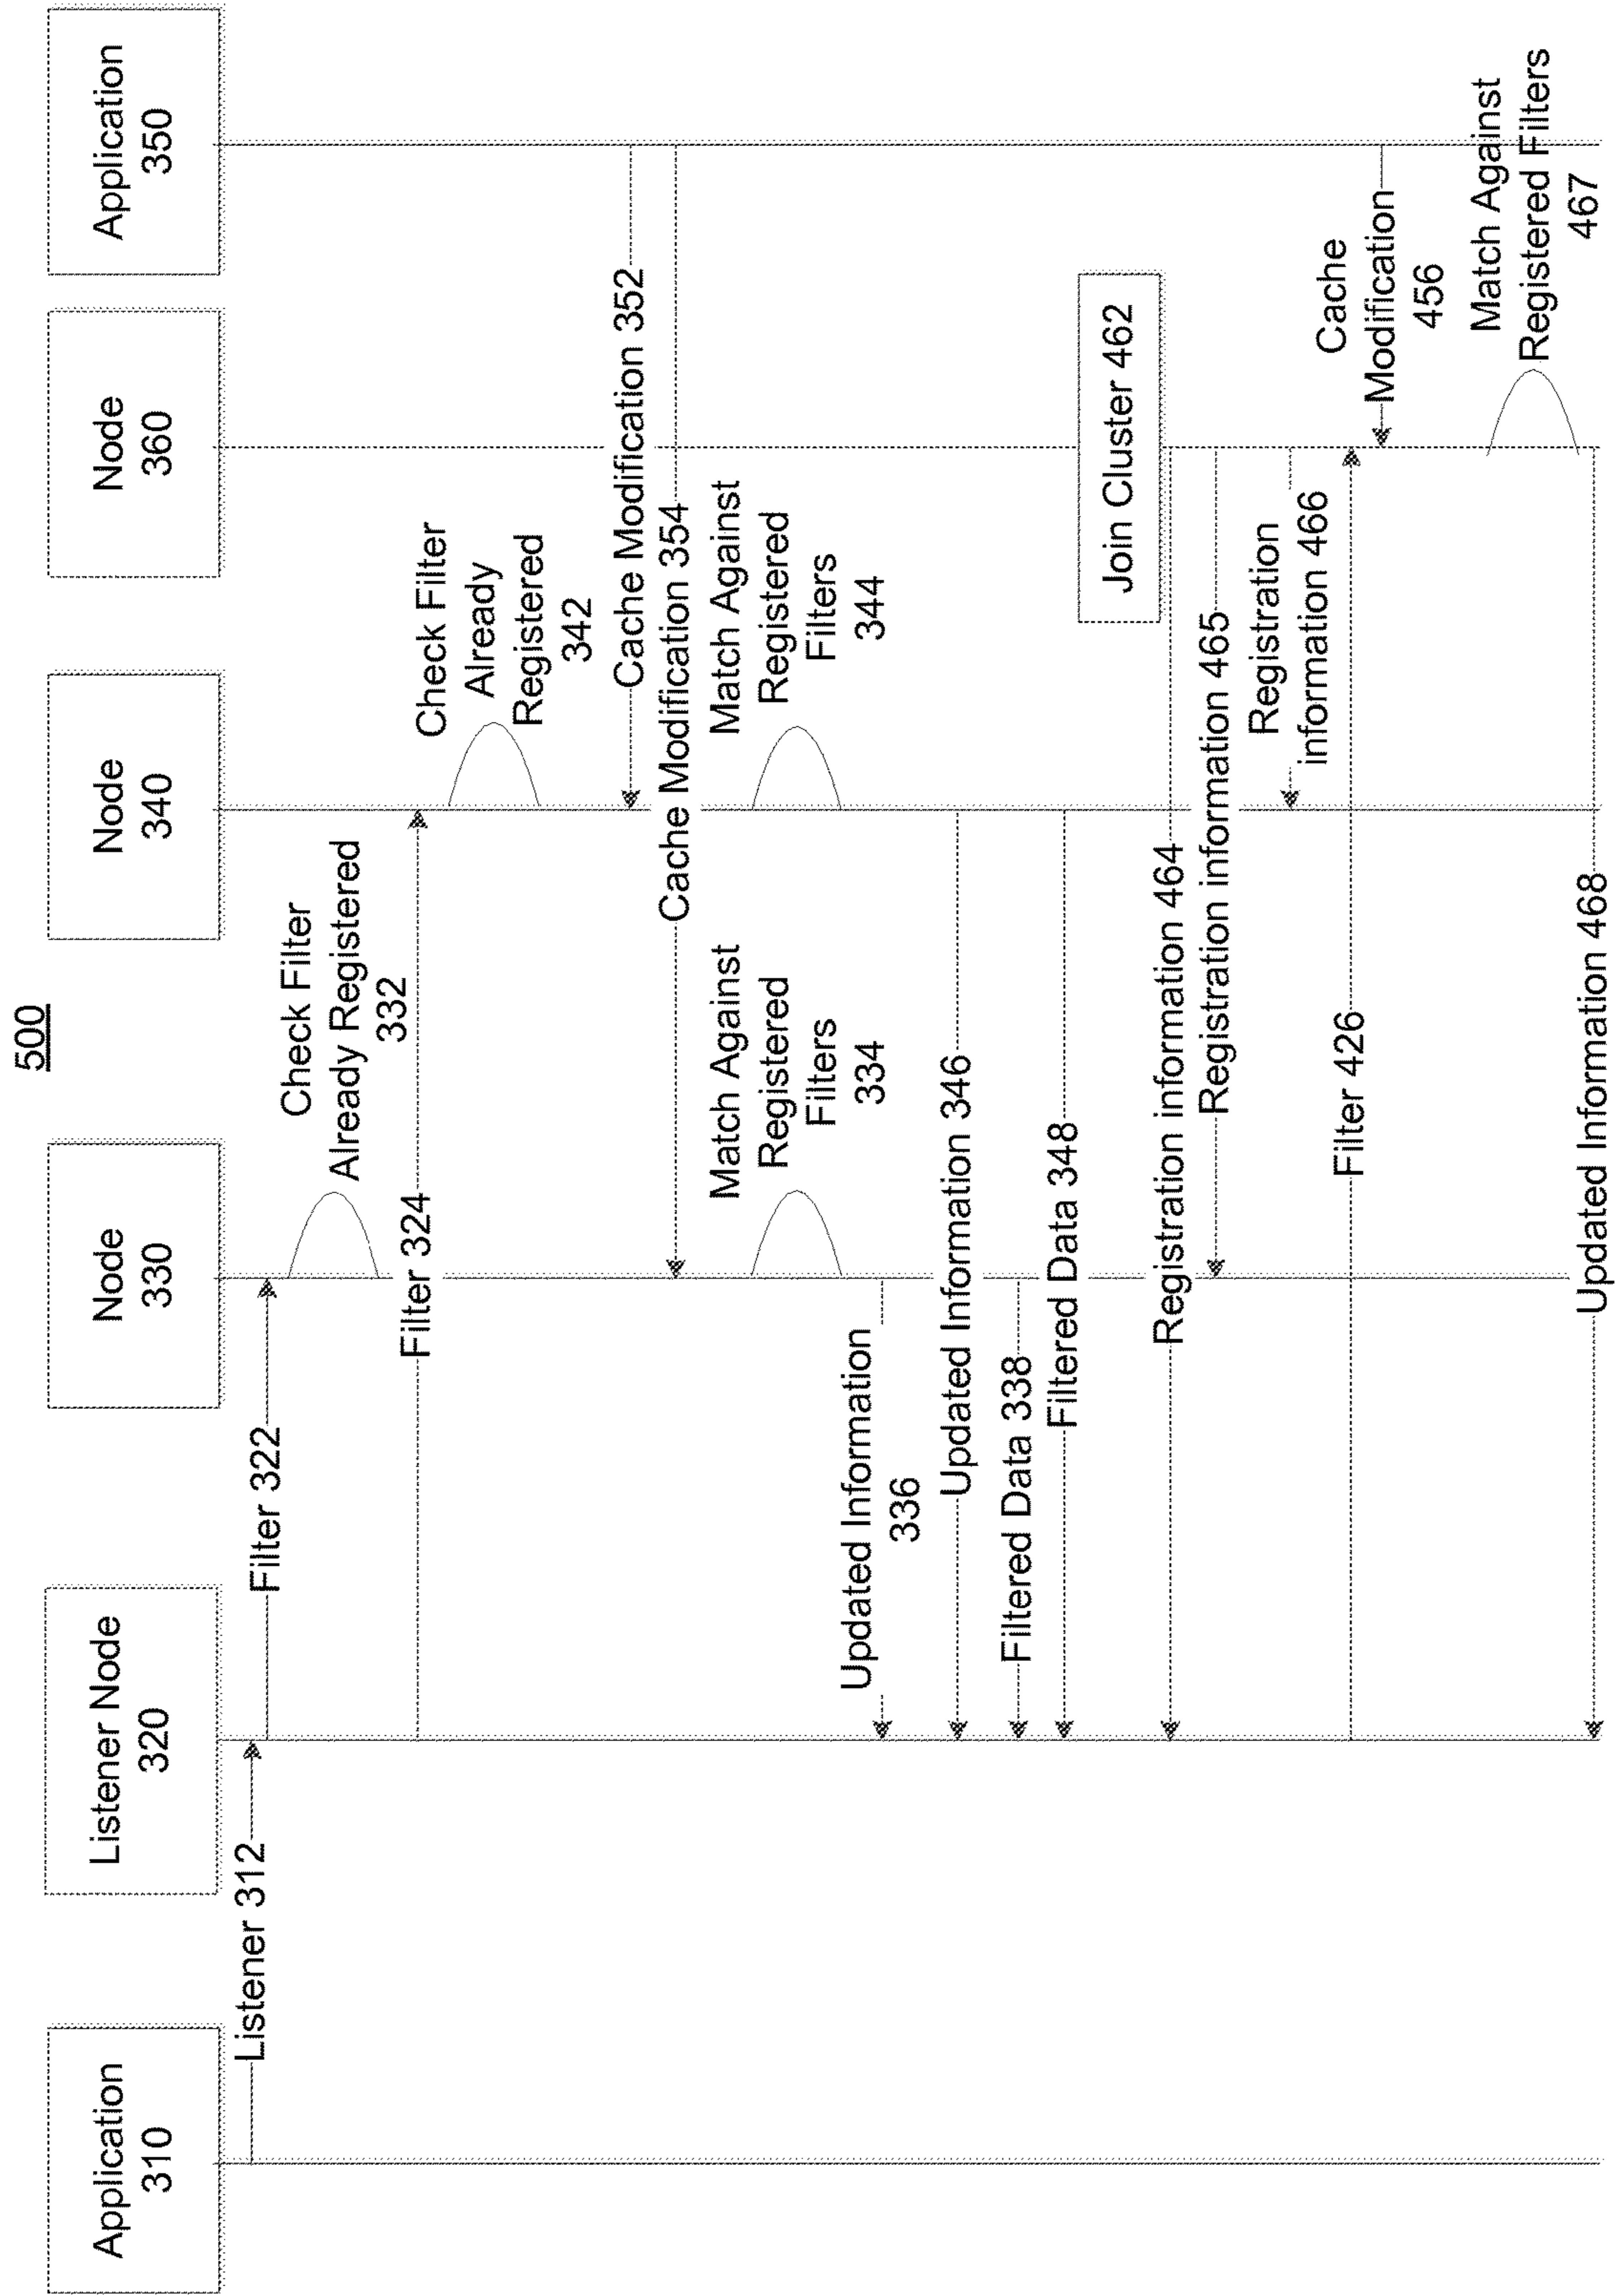 500
Application
310
Listener Node
320
Node
330
Node
340
Node
360
Application
350
Listener 312
Filter 322
Check Filter
Already Registered
332
Filter 324
Check Filter
Already
Registered
342
Cache Modification 352
Cache Modification 354
Match Against
Registered
Filters
334
Match Against
Registered
Filters
344
Updated Information
336
Updated Information 346
Filtered Data 338
Filtered Data 348
Join Cluster 462
Registration information 464
Registration information 465
Registration
information 466
Filter 426
Cache
Modification
456
Match Against
Registered Filters
467
Updated Information 468